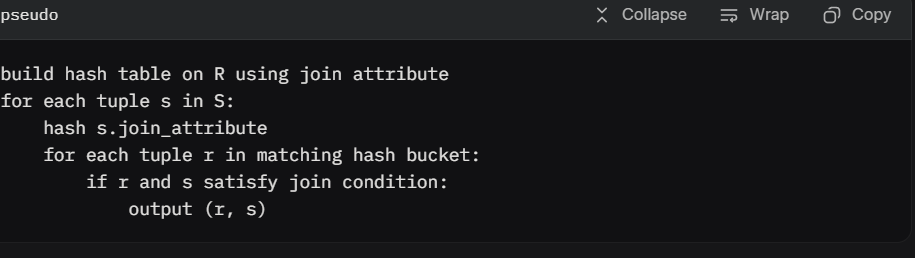 pseudo Collapse Wrap Copy
build hash table on R using join attribute
for each tuple s in S:
    hash s.join_attribute
    for each tuple r in matching hash bucket:
        if r and s satisfy join condition:
            output (r, s)